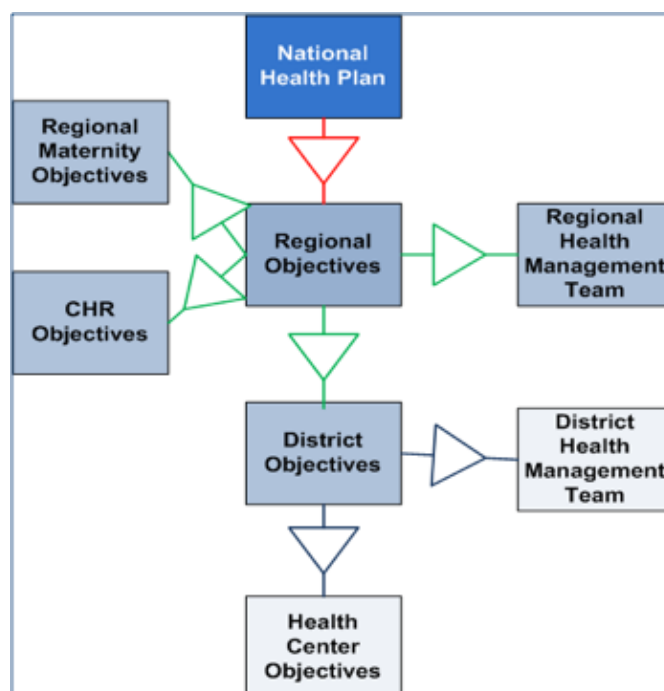 National
Health Plan
Regional
Maternity
Objectives
Regional
Objectives
Regional
Health
Management
Team
CHR
Objectives
District
Objectives
District
Health
Management
Team
Health
Center
Objectives